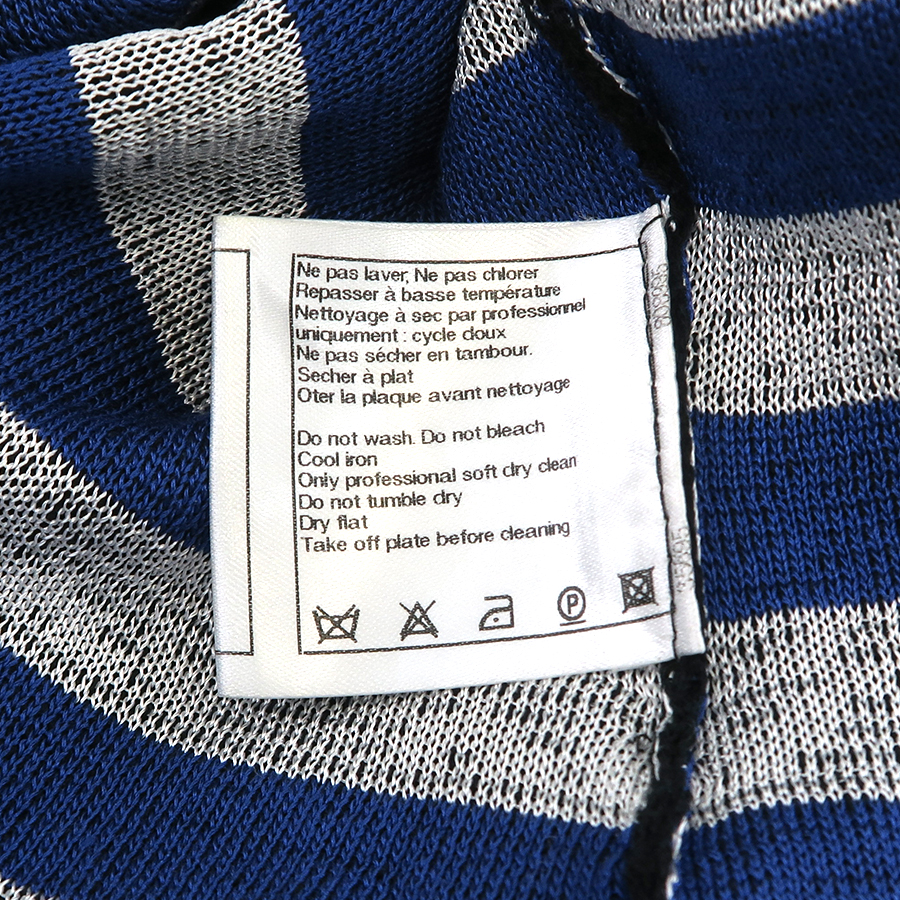 Ne pas laver, Ne pas chlorer
Repasser à basse température
Nettoyage à sec par professionnel
uniquement : cycle doux
Ne pas sécher en tambour.
Secher à plat
Oter la plaque avant nettoyage
Do not wash. Do not bleach
Cool iron
Only professional soft dry clean
Do not tumble dry
Dry flat
Take off plate before cleaning
P